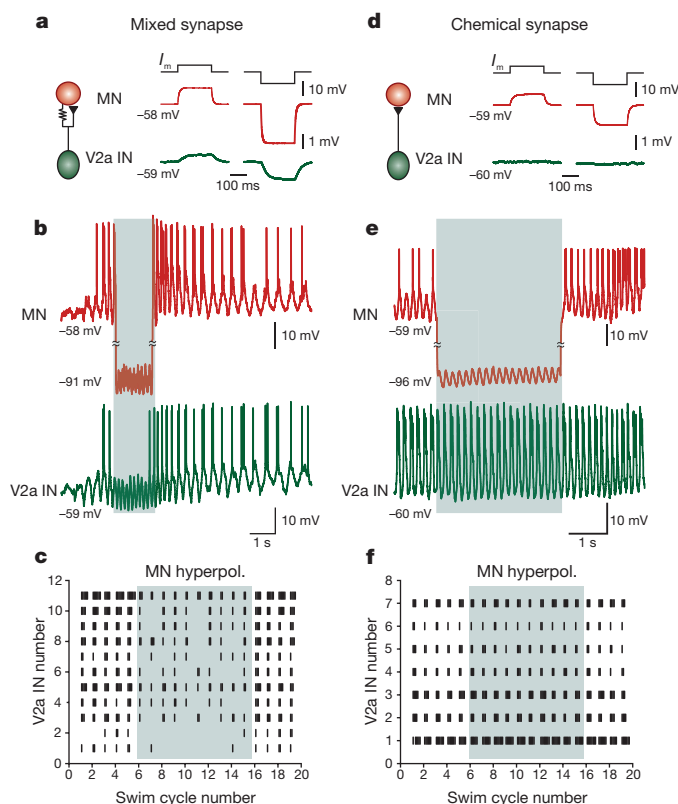 a Mixed synapse
I_m
10 mV
MN
−58 mV
1 mV
V2a IN
−59 mV
100 ms
d Chemical synapse
I_m
10 mV
MN
−59 mV
1 mV
V2a IN
−60 mV
100 ms
b
MN
−58 mV
10 mV
−91 mV
V2a IN
−59 mV
10 mV
1 s
e
MN
−59 mV
10 mV
−96 mV
V2a IN
−60 mV
10 mV
1 s
c
MN hyperpol.
12
10
8
6
4
2
0
V2a IN number
0 2 4 6 8 10 12 14 16 18 20
Swim cycle number
f
MN hyperpol.
8
7
6
5
4
3
2
1
0
V2a IN number
0 2 4 6 8 10 12 14 16 18 20
Swim cycle number